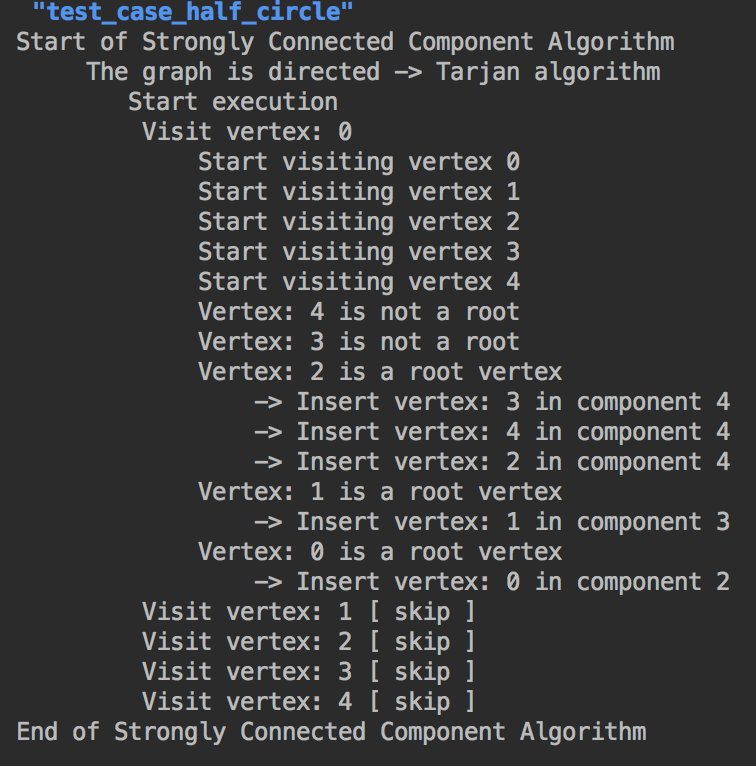 "test_case_half_circle"
Start of Strongly Connected Component Algorithm
The graph is directed -> Tarjan algorithm
Start execution
Visit vertex: 0
Start visiting vertex 0
Start visiting vertex 1
Start visiting vertex 2
Start visiting vertex 3
Start visiting vertex 4
Vertex: 4 is not a root
Vertex: 3 is not a root
Vertex: 2 is a root vertex
-> Insert vertex: 3 in component 4
-> Insert vertex: 4 in component 4
-> Insert vertex: 2 in component 4
Vertex: 1 is a root vertex
-> Insert vertex: 1 in component 3
Vertex: 0 is a root vertex
-> Insert vertex: 0 in component 2
Visit vertex: 1 [ skip ]
Visit vertex: 2 [ skip ]
Visit vertex: 3 [ skip ]
Visit vertex: 4 [ skip ]
End of Strongly Connected Component Algorithm